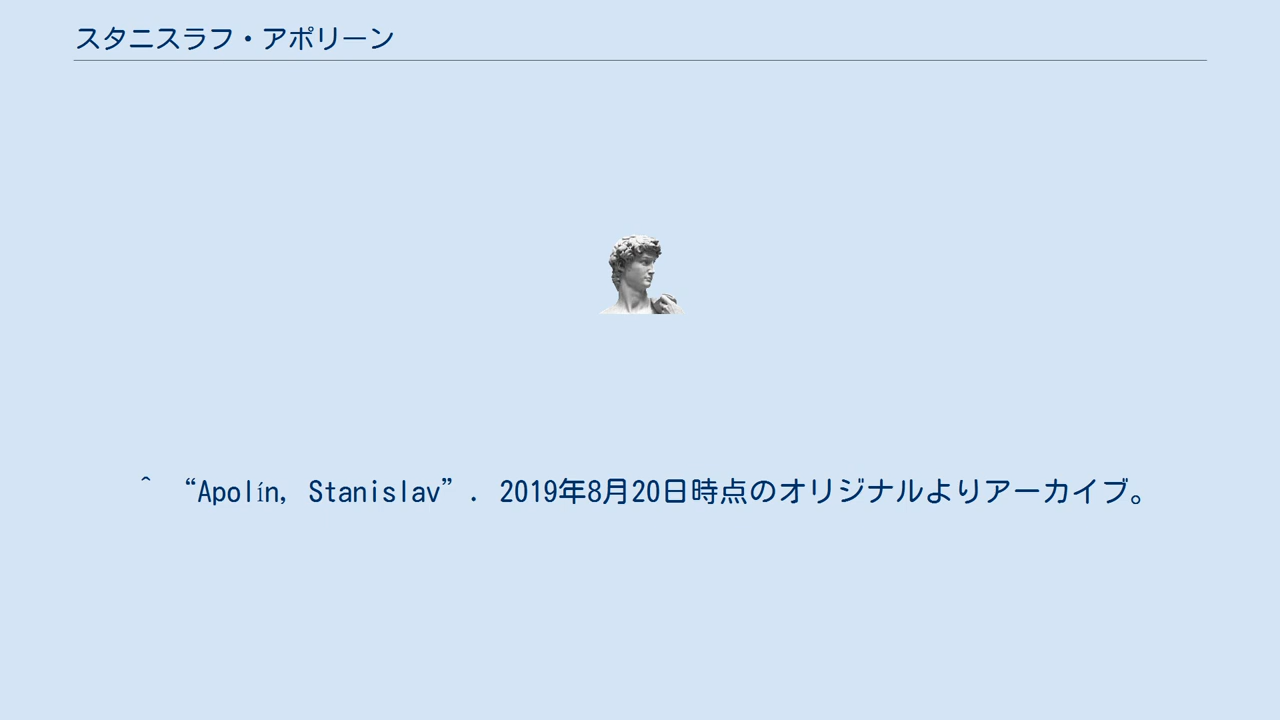 スタニスラフ・アポリーン
^ “Apolín, Stanislav”. 2019年8月20日時点のオリジナルよりアーカイブ。